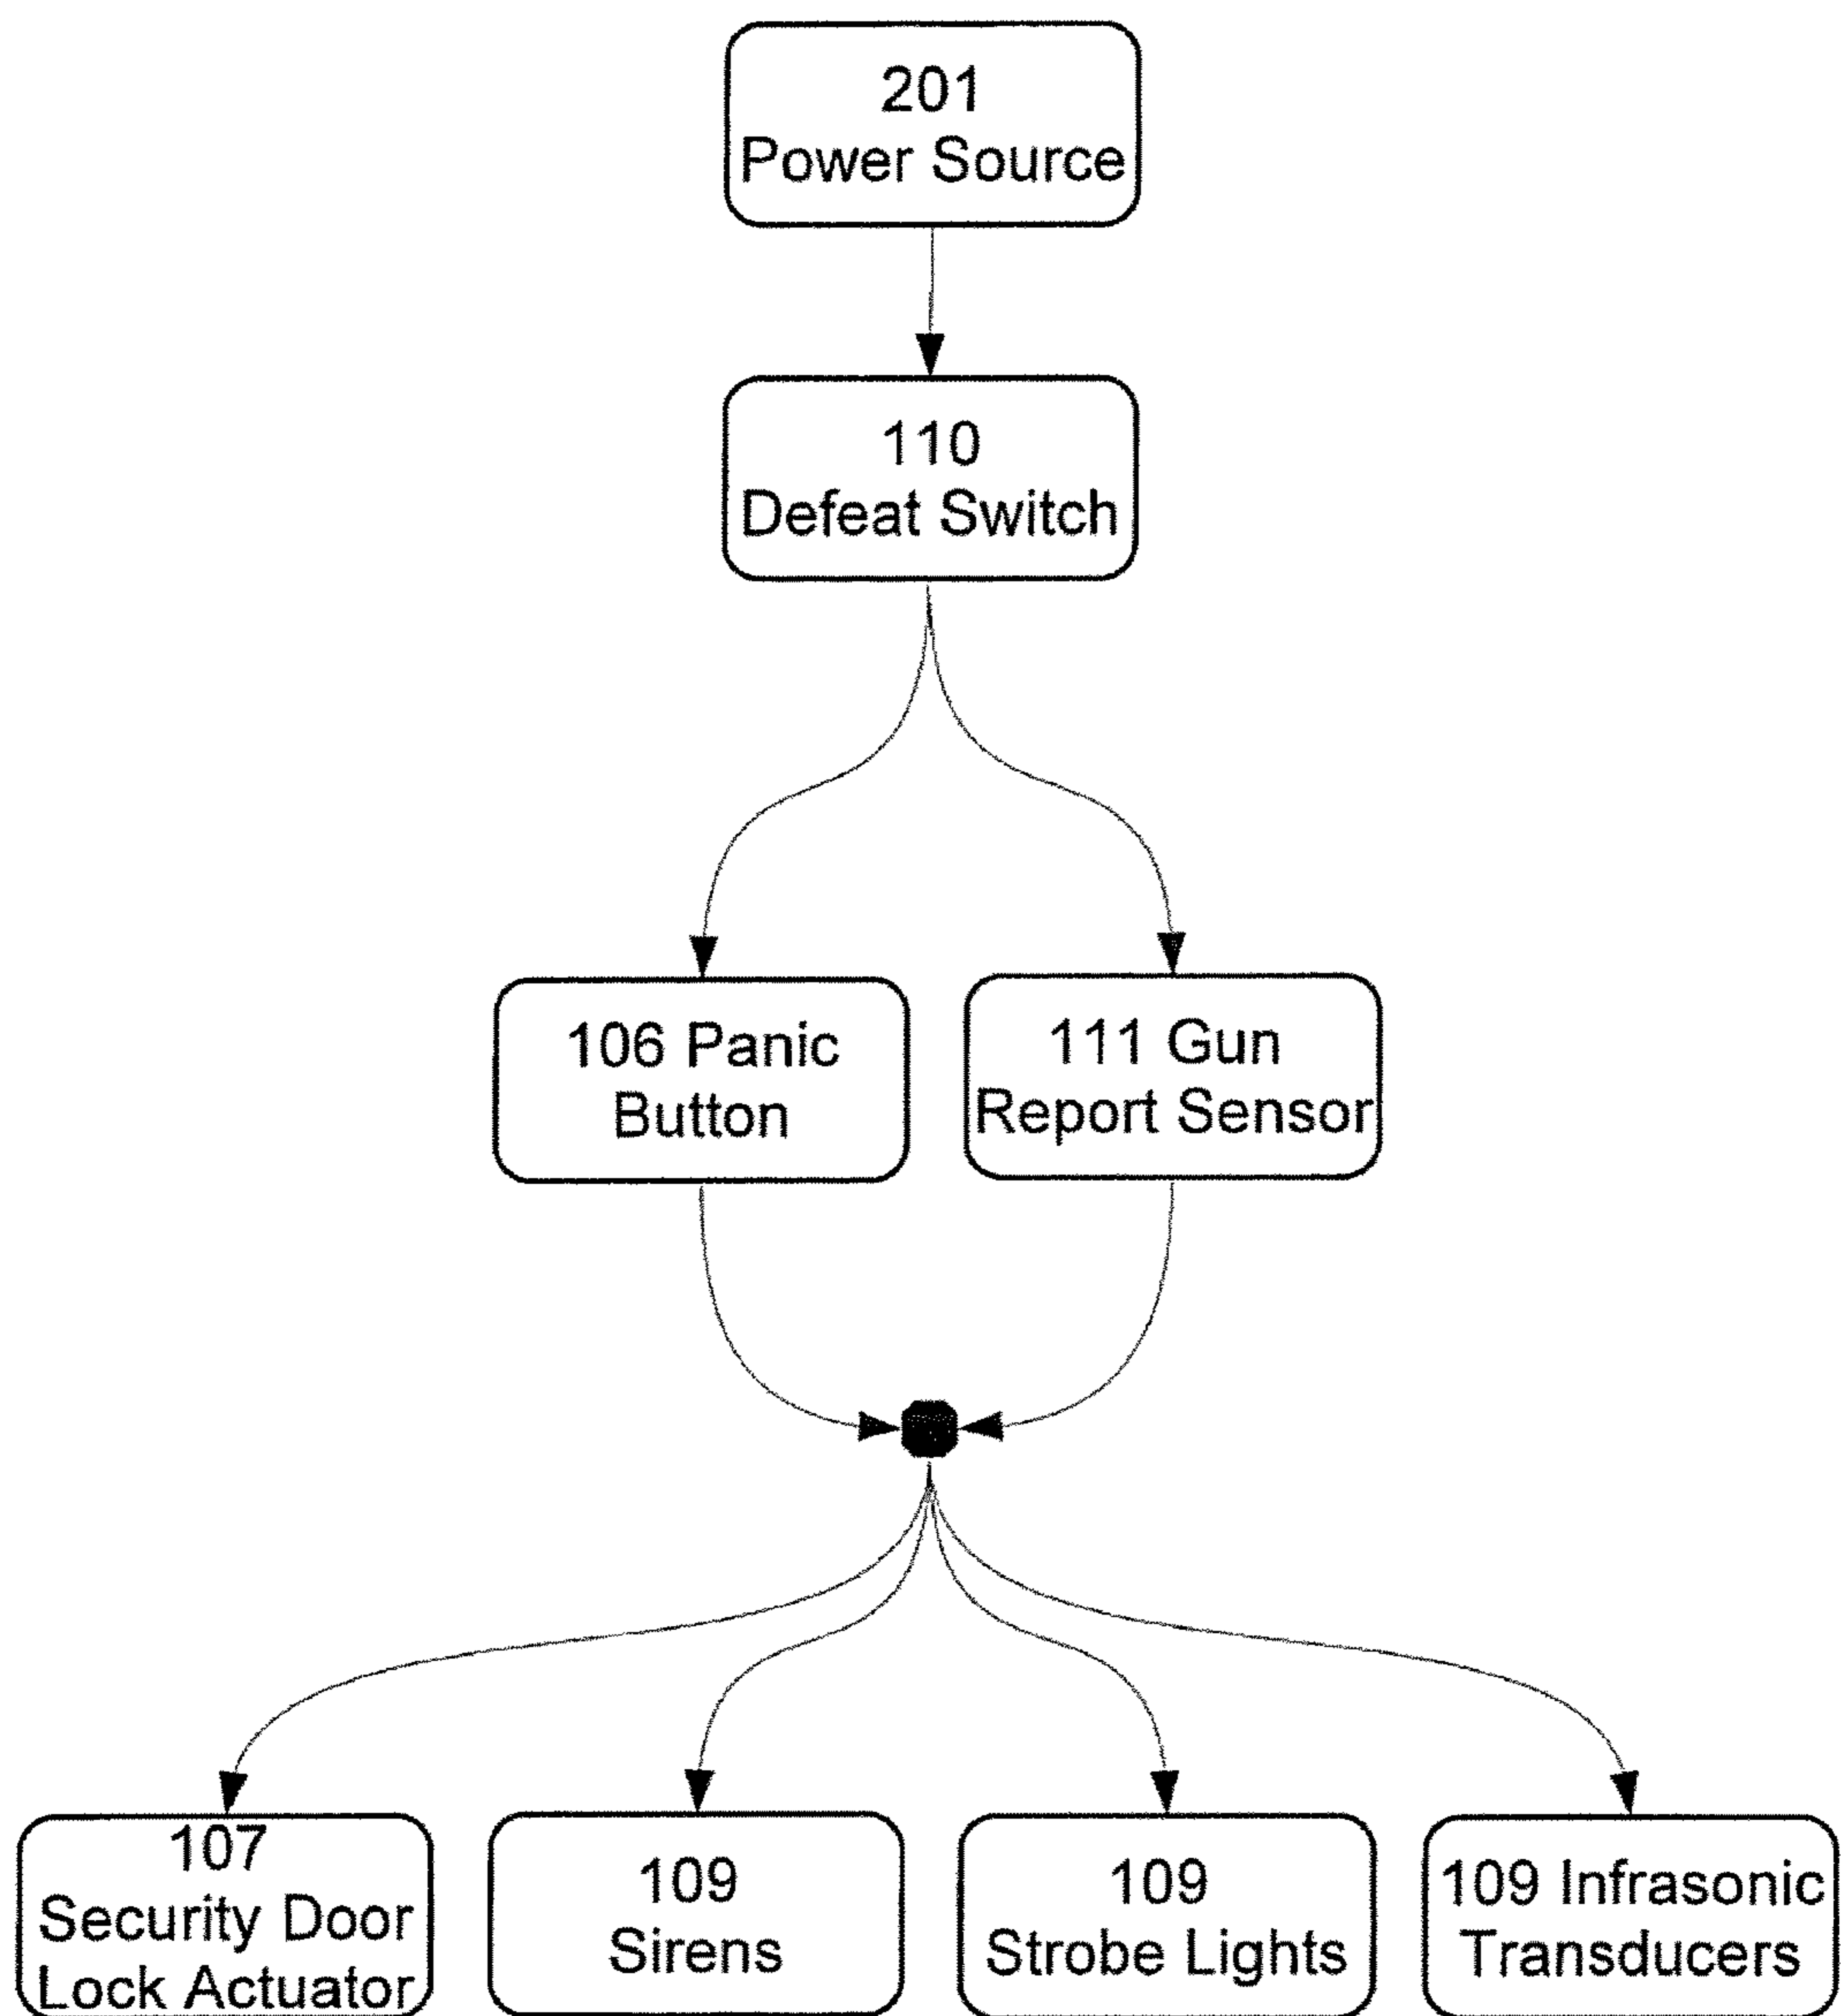 201
Power Source
110
Defeat Switch
106 Panic
Button
111 Gun
Report Sensor
107
Security Door
Lock Actuator
109
Sirens
109
Strobe Lights
109 Infrasonic
Transducers